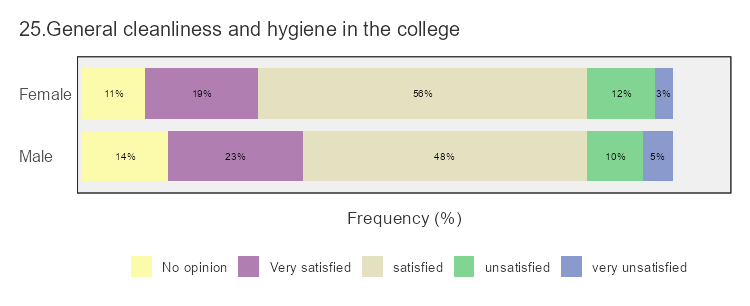 25.General cleanliness and hygiene in the college
Female 11% 19% 56% 12% 3%
Male 14% 23% 48% 10% 5%
Frequency (%)
No opinion Very satisfied satisfied unsatisfied very unsatisfied